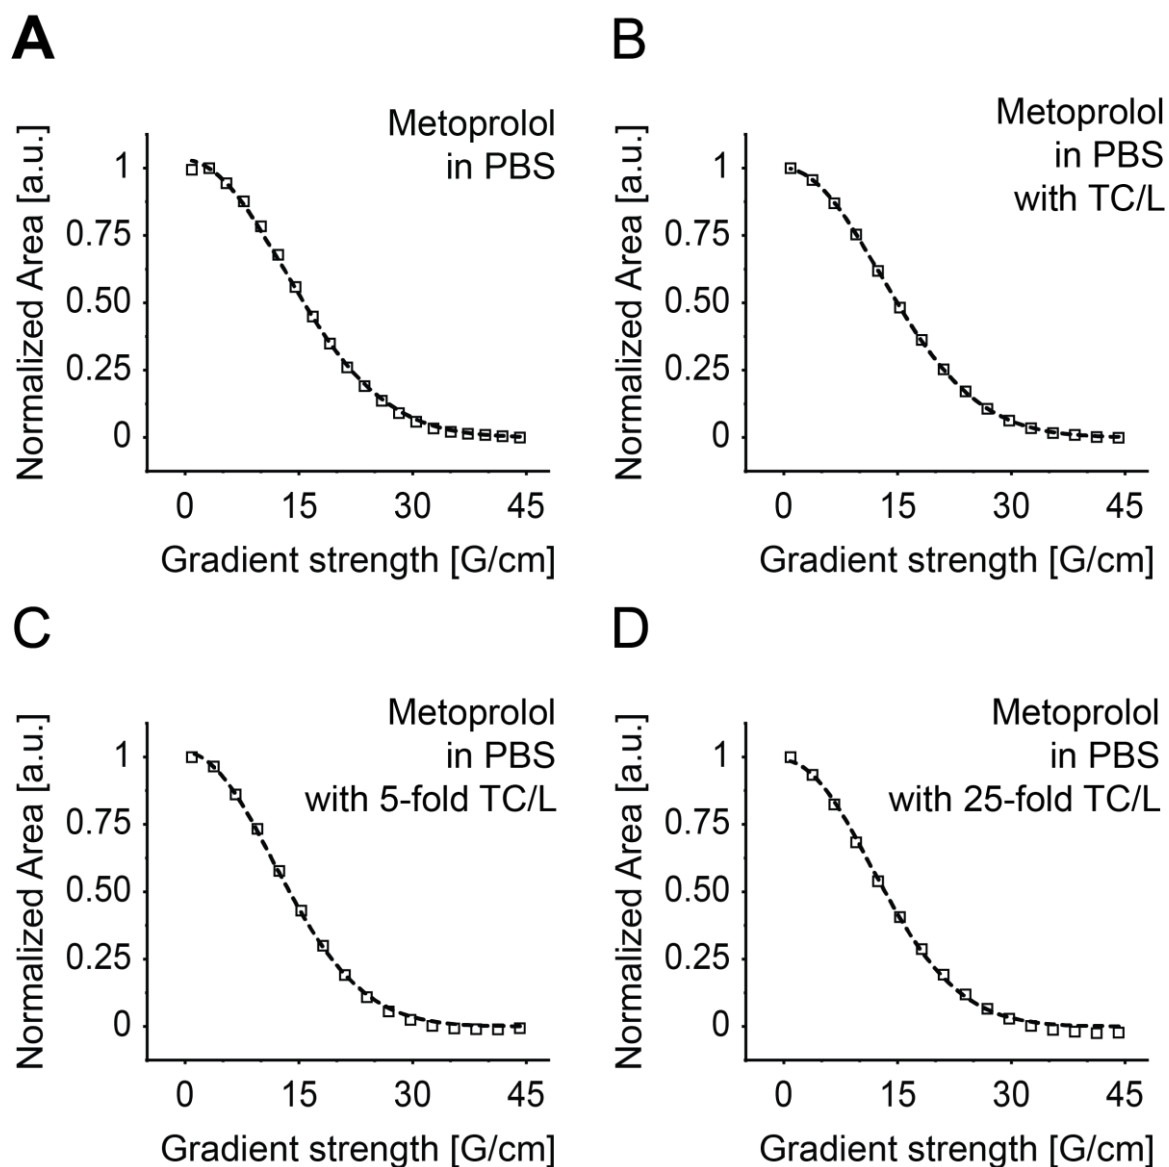 A
Metoprolol
in PBS
Normalized Area [a.u.]
1
0.75
0.50
0.25
0
0 15 30 45
Gradient strength [G/cm]
B
Metoprolol
in PBS
with TC/L
Normalized Area [a.u.]
1
0.75
0.50
0.25
0
0 15 30 45
Gradient strength [G/cm]
C
Metoprolol
in PBS
with 5-fold TC/L
Normalized Area [a.u.]
1
0.75
0.50
0.25
0
0 15 30 45
Gradient strength [G/cm]
D
Metoprolol
in PBS
with 25-fold TC/L
Normalized Area [a.u.]
1
0.75
0.50
0.25
0
0 15 30 45
Gradient strength [G/cm]